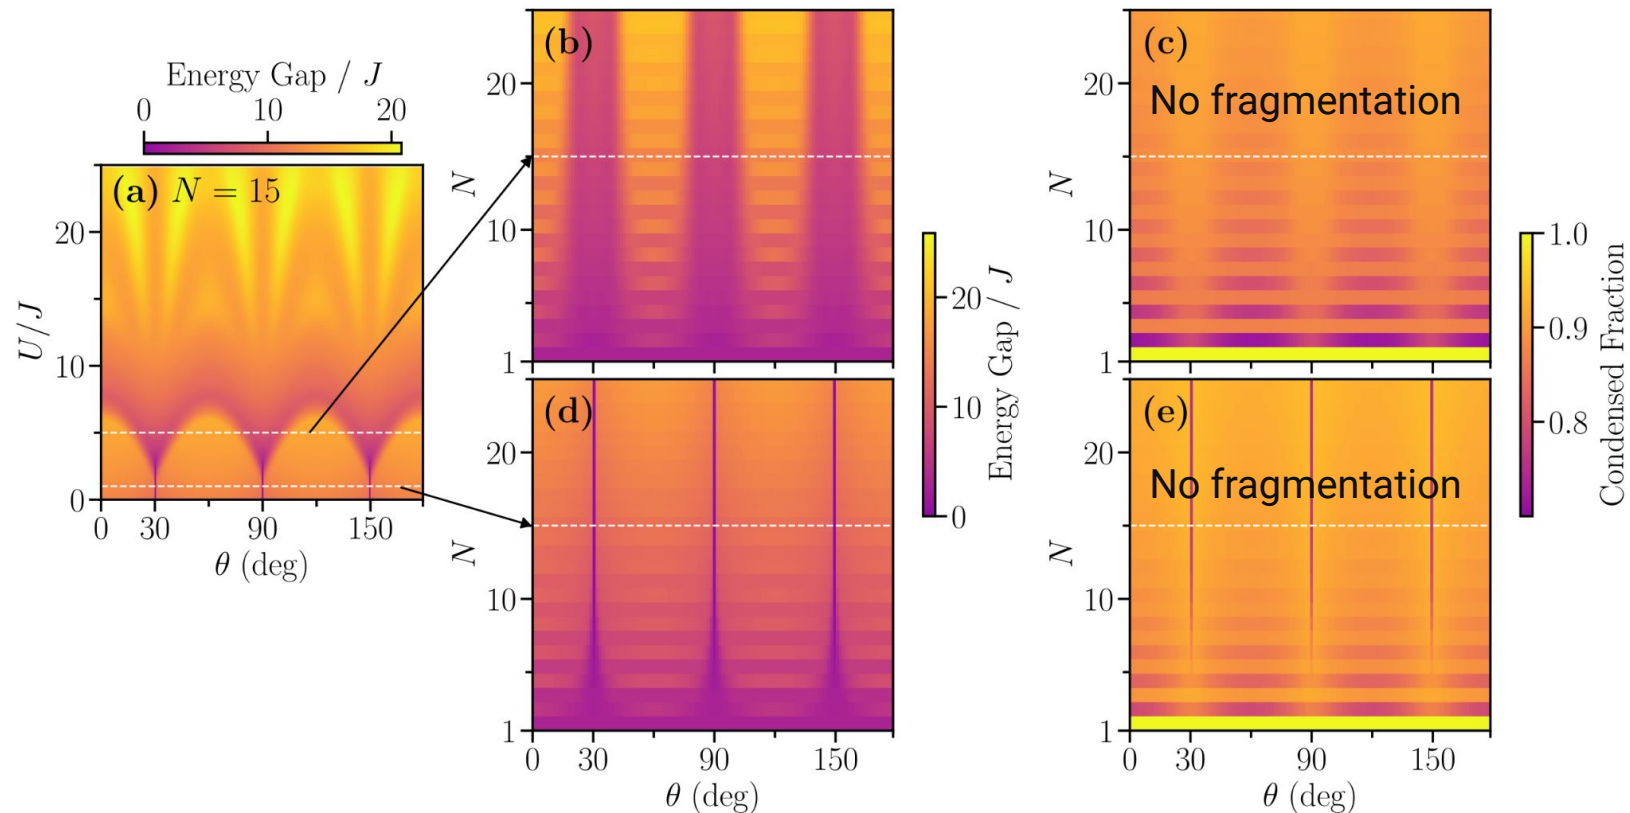 Energy Gap / J
0 10 20
(a) N = 15
U/J
20
10
0
0 30 90 150
θ (deg)
(b)
N
20
10
1
(c)
No fragmentation
N
20
10
1
Energy Gap / J
20
10
0
Condensed Fraction
1.0
0.9
0.8
(d)
N
20
10
1
0 30 90 150
θ (deg)
(e)
No fragmentation
N
20
10
1
0 30 90 150
θ (deg)